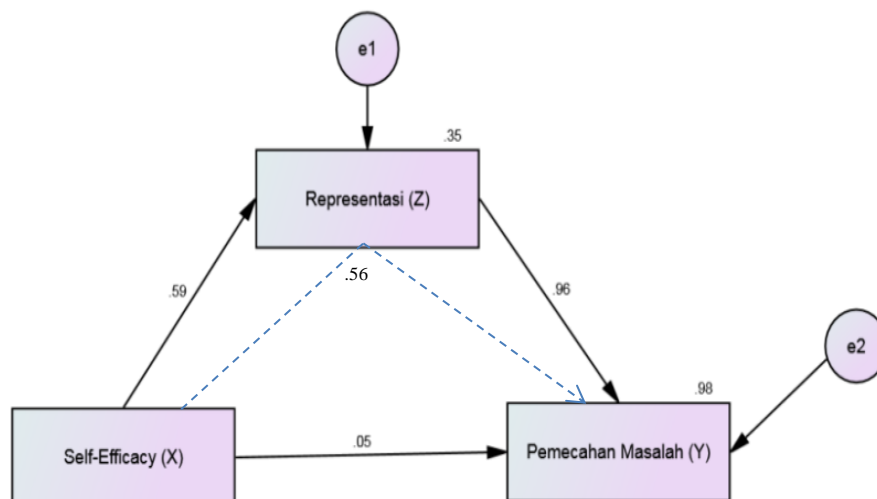 e1
.35
Representasi (Z)
.56
.59
.96
e2
.98
.05
Self-Efficacy (X)
Pemecahan Masalah (Y)